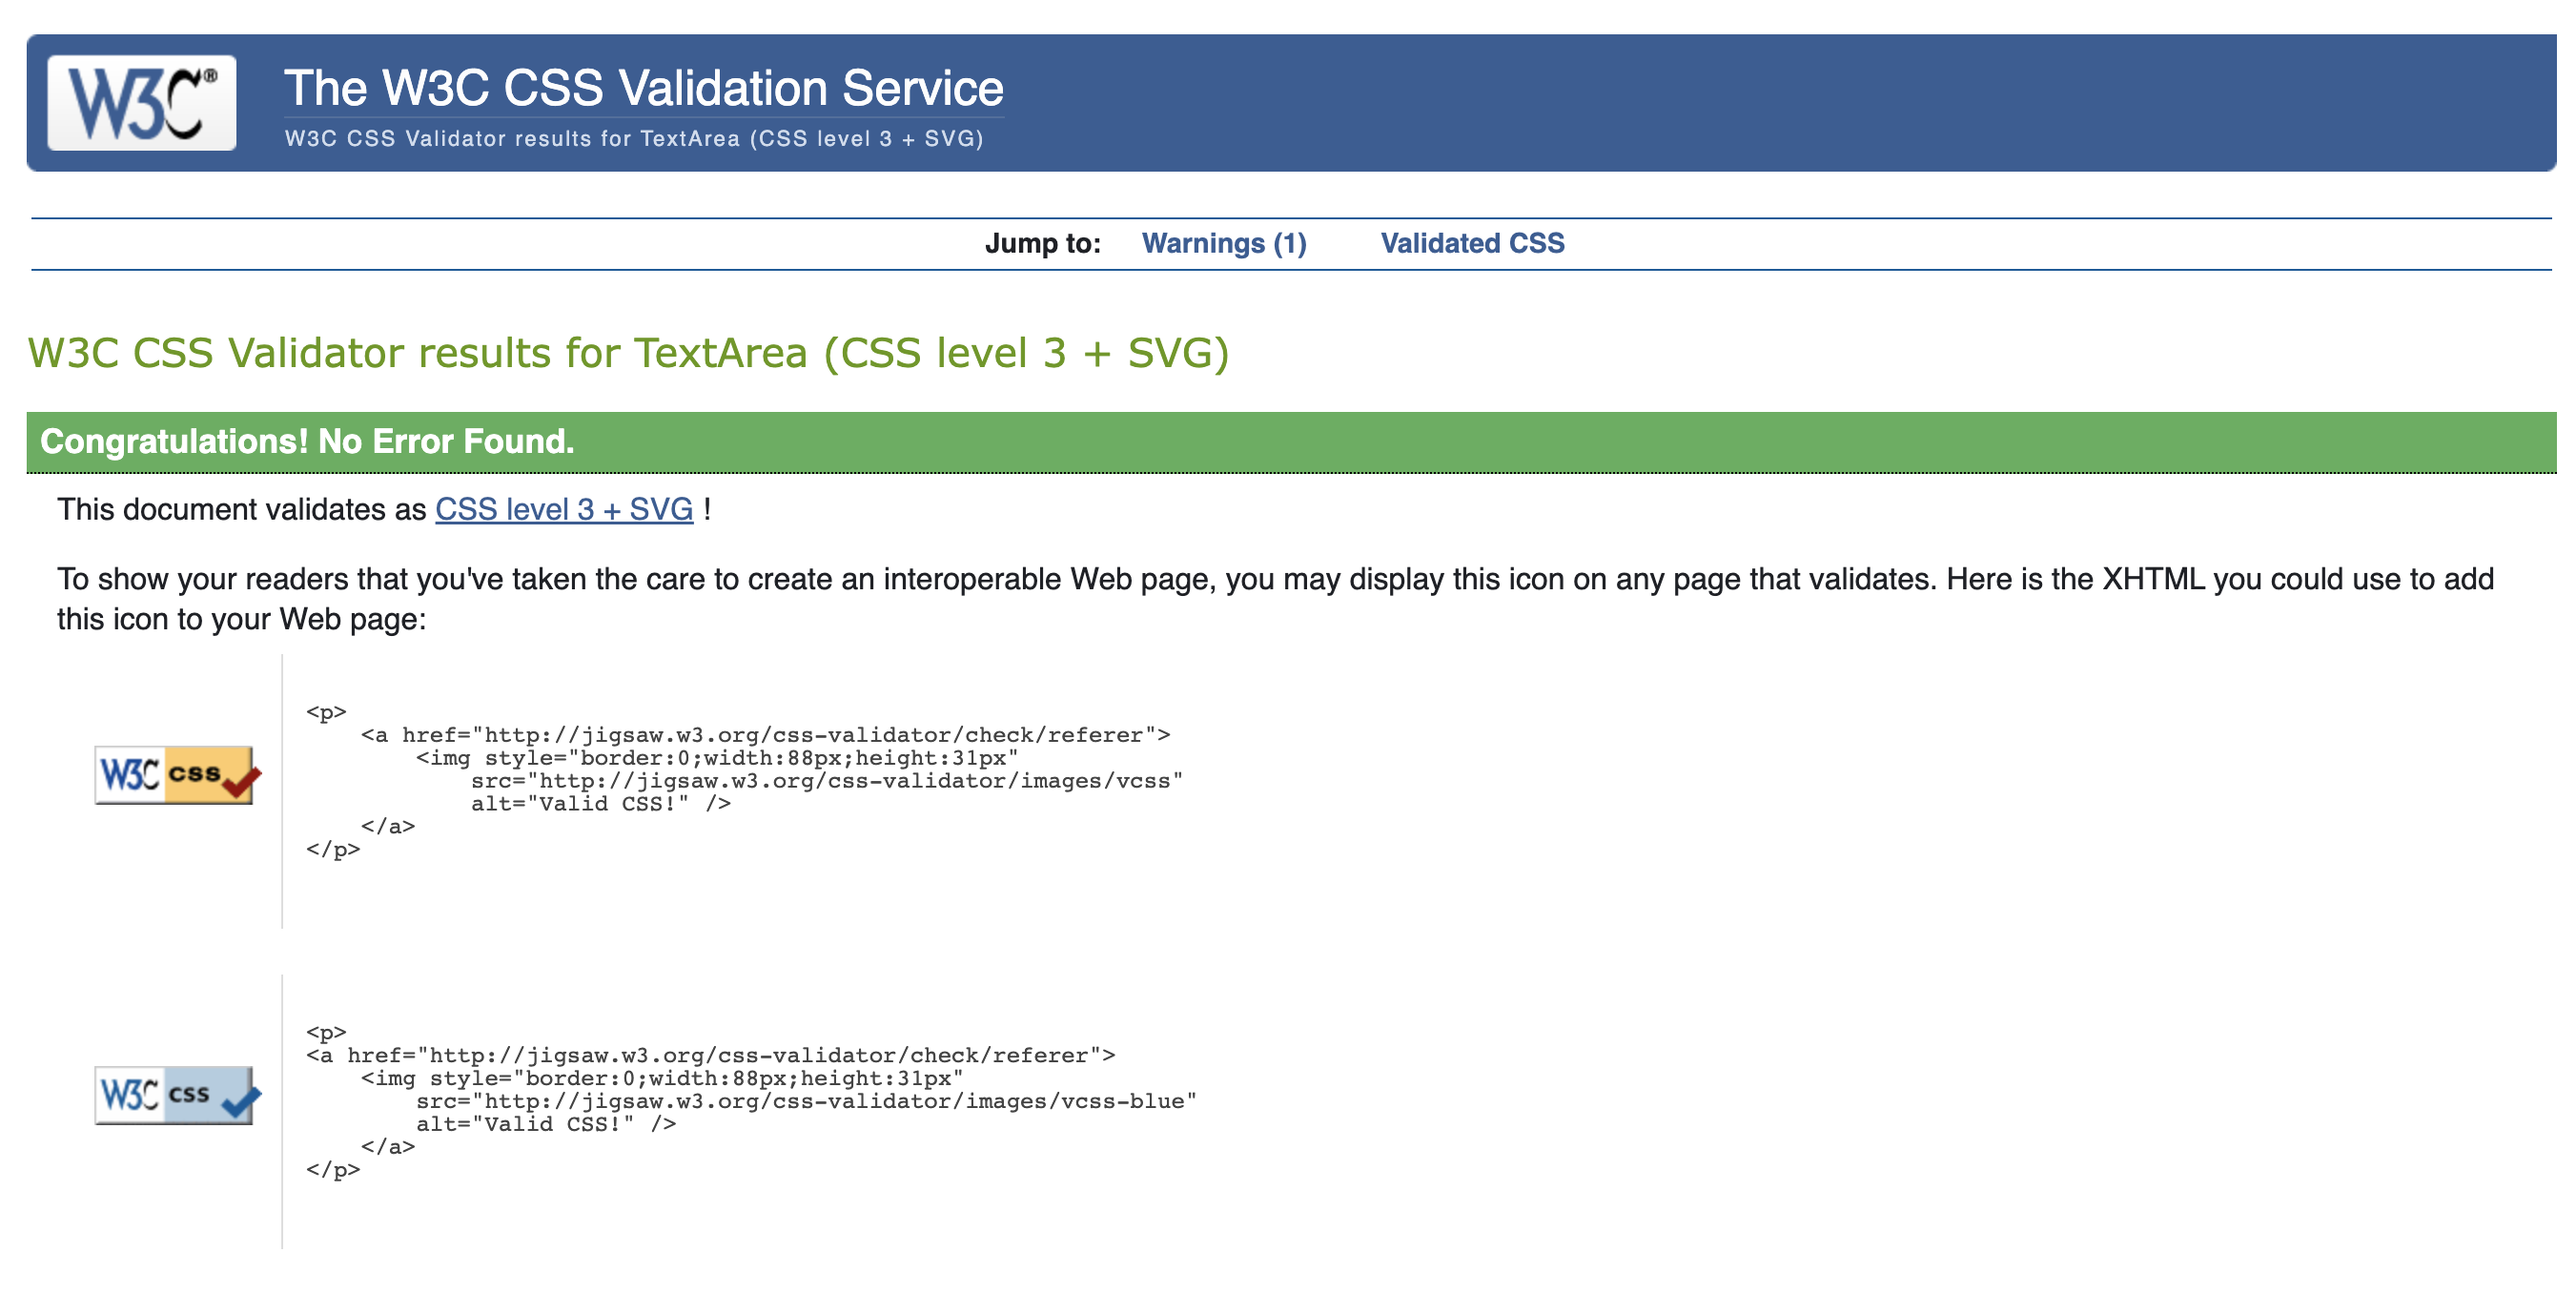 W3C®
The W3C CSS Validation Service
W3C CSS Validator results for TextArea (CSS level 3 + SVG)
Jump to: Warnings (1) Validated CSS
W3C CSS Validator results for TextArea (CSS level 3 + SVG)
Congratulations! No Error Found.
This document validates as CSS level 3 + SVG !
To show your readers that you've taken the care to create an interoperable Web page, you may display this icon on any page that validates. Here is the XHTML you could use to add
this icon to your Web page:
W3C css
<p>
<a href="http://jigsaw.w3.org/css-validator/check/referer">
<img style="border:0;width:88px;height:31px"
src="http://jigsaw.w3.org/css-validator/images/vcss"
alt="Valid CSS!" />
</a>
</p>
W3C css
<p>
<a href="http://jigsaw.w3.org/css-validator/check/referer">
<img style="border:0;width:88px;height:31px"
src="http://jigsaw.w3.org/css-validator/images/vcss-blue"
alt="Valid CSS!" />
</a>
</p>